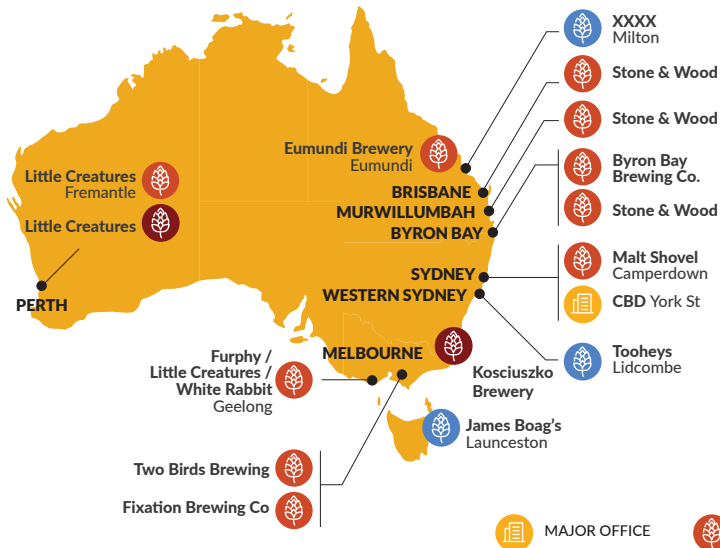 XXXX
Milton
Stone & Wood
Stone & Wood
Byron Bay
Brewing Co.
Stone & Wood
Eumundi Brewery
Eumundi
BRISBANE
MURWILLUMBAH
BYRON BAY
Little Creatures
Fremantle
Little Creatures
PERTH
SYDNEY
WESTERN SYDNEY
Malt Shovel
Camperdown
CBD York St
Tooheys
Lidcombe
MELBOURNE
Kosciuszko
Brewery
Furphy /
Little Creatures /
White Rabbit
Geelong
James Boag's
Launceston
Two Birds Brewing
Fixation Brewing Co
MAJOR OFFICE